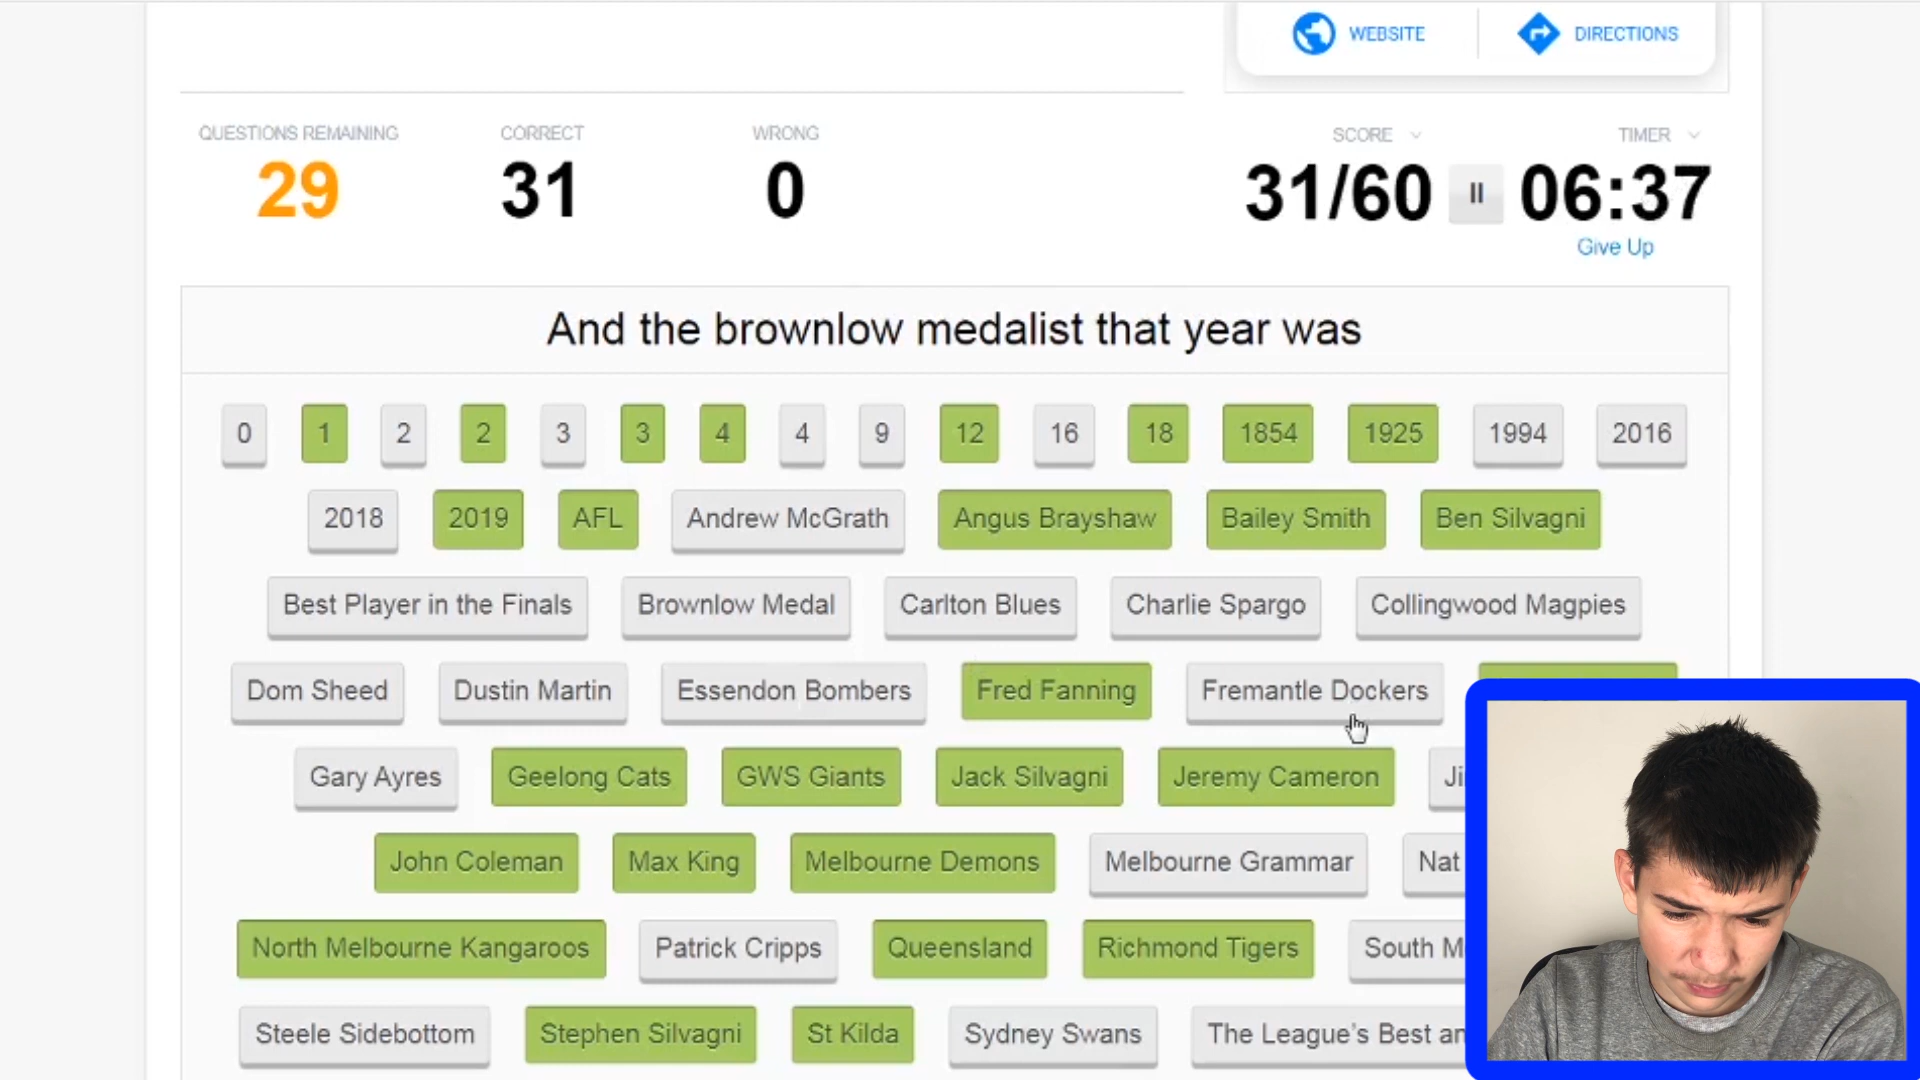 WEBSITE DIRECTIONS
QUESTIONS REMAINING CORRECT WRONG SCORE TIMER
29 31 0 31/60 06:37
Give Up
And the brownlow medalist that year was
0 1 2 2 3 3 4 4 9 12 16 18 1854 1925 1994 2016
2018 2019 AFL Andrew McGrath Angus Brayshaw Bailey Smith Ben Silvagni
Best Player in the Finals Brownlow Medal Carlton Blues Charlie Spargo Collingwood Magpies
Dom Sheed Dustin Martin Essendon Bombers Fred Fanning Fremantle Dockers
Gary Ayres Geelong Cats GWS Giants Jack Silvagni Jeremy Cameron
John Coleman Max King Melbourne Demons Melbourne Grammar Nat
North Melbourne Kangaroos Patrick Cripps Queensland Richmond Tigers South
Steele Sidebottom Stephen Silvagni St Kilda Sydney Swans The League's Best